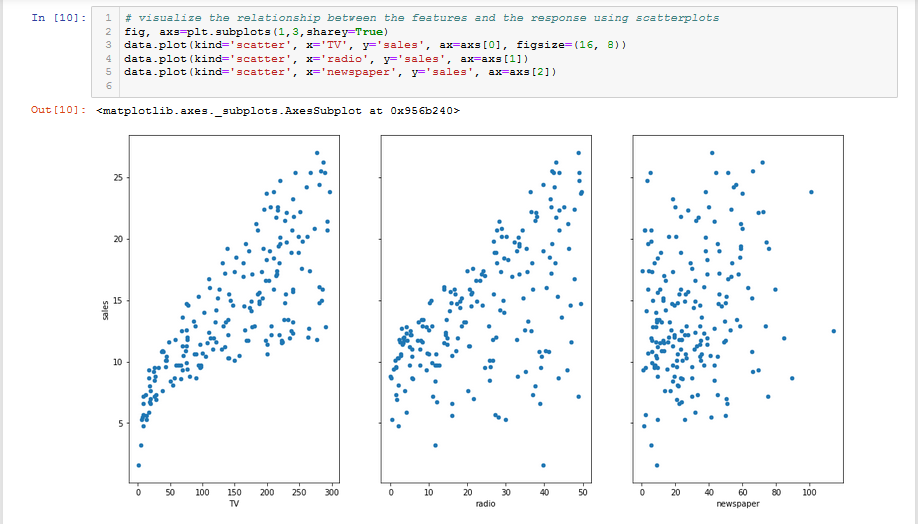 In [10]:
1 # visualize the relationship between the features and the response using scatterplots
2 fig, axs=plt.subplots(1,3,sharey=True)
3 data.plot(kind='scatter', x='TV', y='sales', ax=axs[0], figsize=(16, 8))
4 data.plot(kind='scatter', x='radio', y='sales', ax=axs[1])
5 data.plot(kind='scatter', x='newspaper', y='sales', ax=axs[2])
6
Out[10]: <matplotlib.axes._subplots.AxesSubplot at 0x956b240>
25
20
15
10
5
sales
0 50 100 150 200 250 300
TV
0 10 20 30 40 50
radio
0 20 40 60 80 100
newspaper